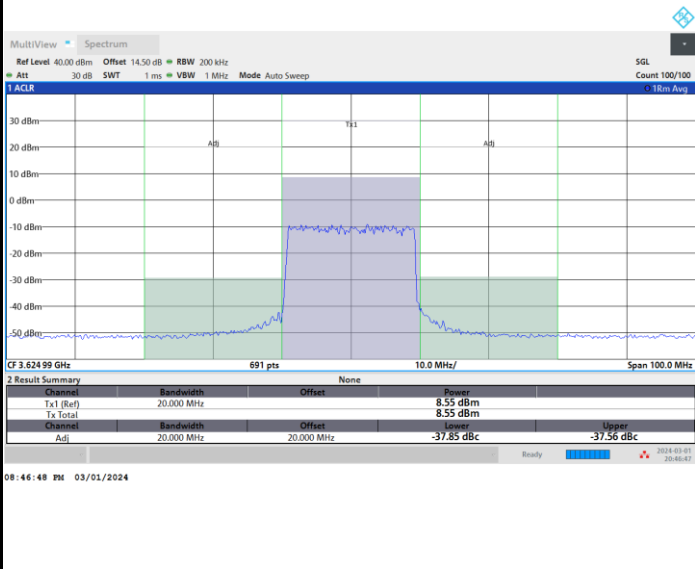 MultiView Spectrum
Ref Level 40.00 dBm Offset 14.50 dB RBW 200 kHz SGL
Att 30 dB SWT 1 ms VBW 1 MHz Mode Auto Sweep Count 100/100
1 ACLR 1Rm Avg
30 dBm
Tx1
20 dBm
Adj Adj
10 dBm
0 dBm
-10 dBm
-20 dBm
-30 dBm
-40 dBm
-50 dBm
CF 3.624 99 GHz 691 pts 10.0 MHz/ Span 100.0 MHz
2 Result Summary None
Channel Bandwidth Offset Power
Tx1 (Ref) 20.000 MHz 8.55 dBm
Tx Total 8.55 dBm
Channel Bandwidth Offset Lower Upper
Adj 20.000 MHz 20.000 MHz -37.85 dBc -37.56 dBc
Ready 2024-03-01
20:46:47
08:46:48 PM 03/01/2024